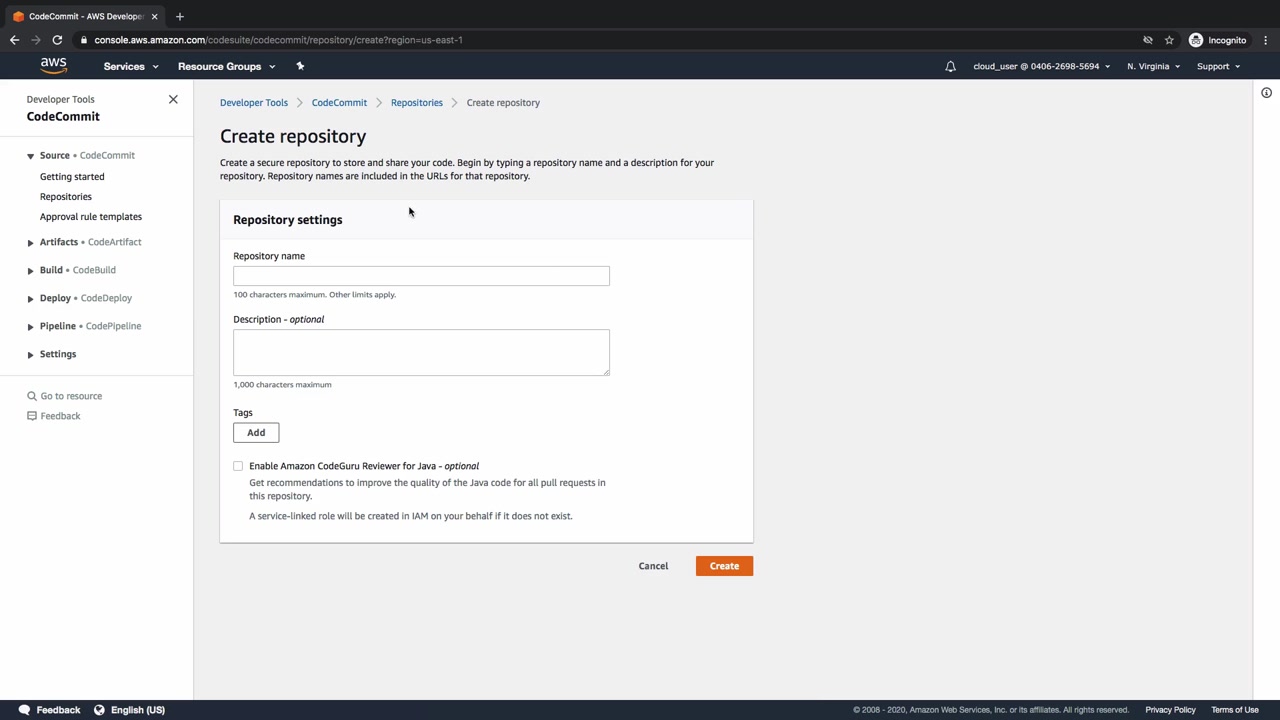 CodeCommit - AWS Developer
console.aws.amazon.com/codesuite/codecommit/repository/create?region=us-east-1
Incognito
aws
Services
Resource Groups
cloud_user @ 0406-2698-5694
N. Virginia
Support
Developer Tools
CodeCommit
Source • CodeCommit
Getting started
Repositories
Approval rule templates
Artifacts • CodeArtifact
Build • CodeBuild
Deploy • CodeDeploy
Pipeline • CodePipeline
Settings
Go to resource
Feedback
Developer Tools > CodeCommit > Repositories > Create repository
Create repository
Create a secure repository to store and share your code. Begin by typing a repository name and a description for your
repository. Repository names are included in the URLs for that repository.
Repository settings
Repository name
100 characters maximum. Other limits apply.
Description - optional
1,000 characters maximum
Tags
Add
Enable Amazon CodeGuru Reviewer for Java - optional
Get recommendations to improve the quality of the Java code for all pull requests in
this repository.
A service-linked role will be created in IAM on your behalf if it does not exist.
Cancel
Create
Feedback
English (US)
© 2008 - 2020, Amazon Web Services, Inc. or its affiliates. All rights reserved.
Privacy Policy
Terms of Use